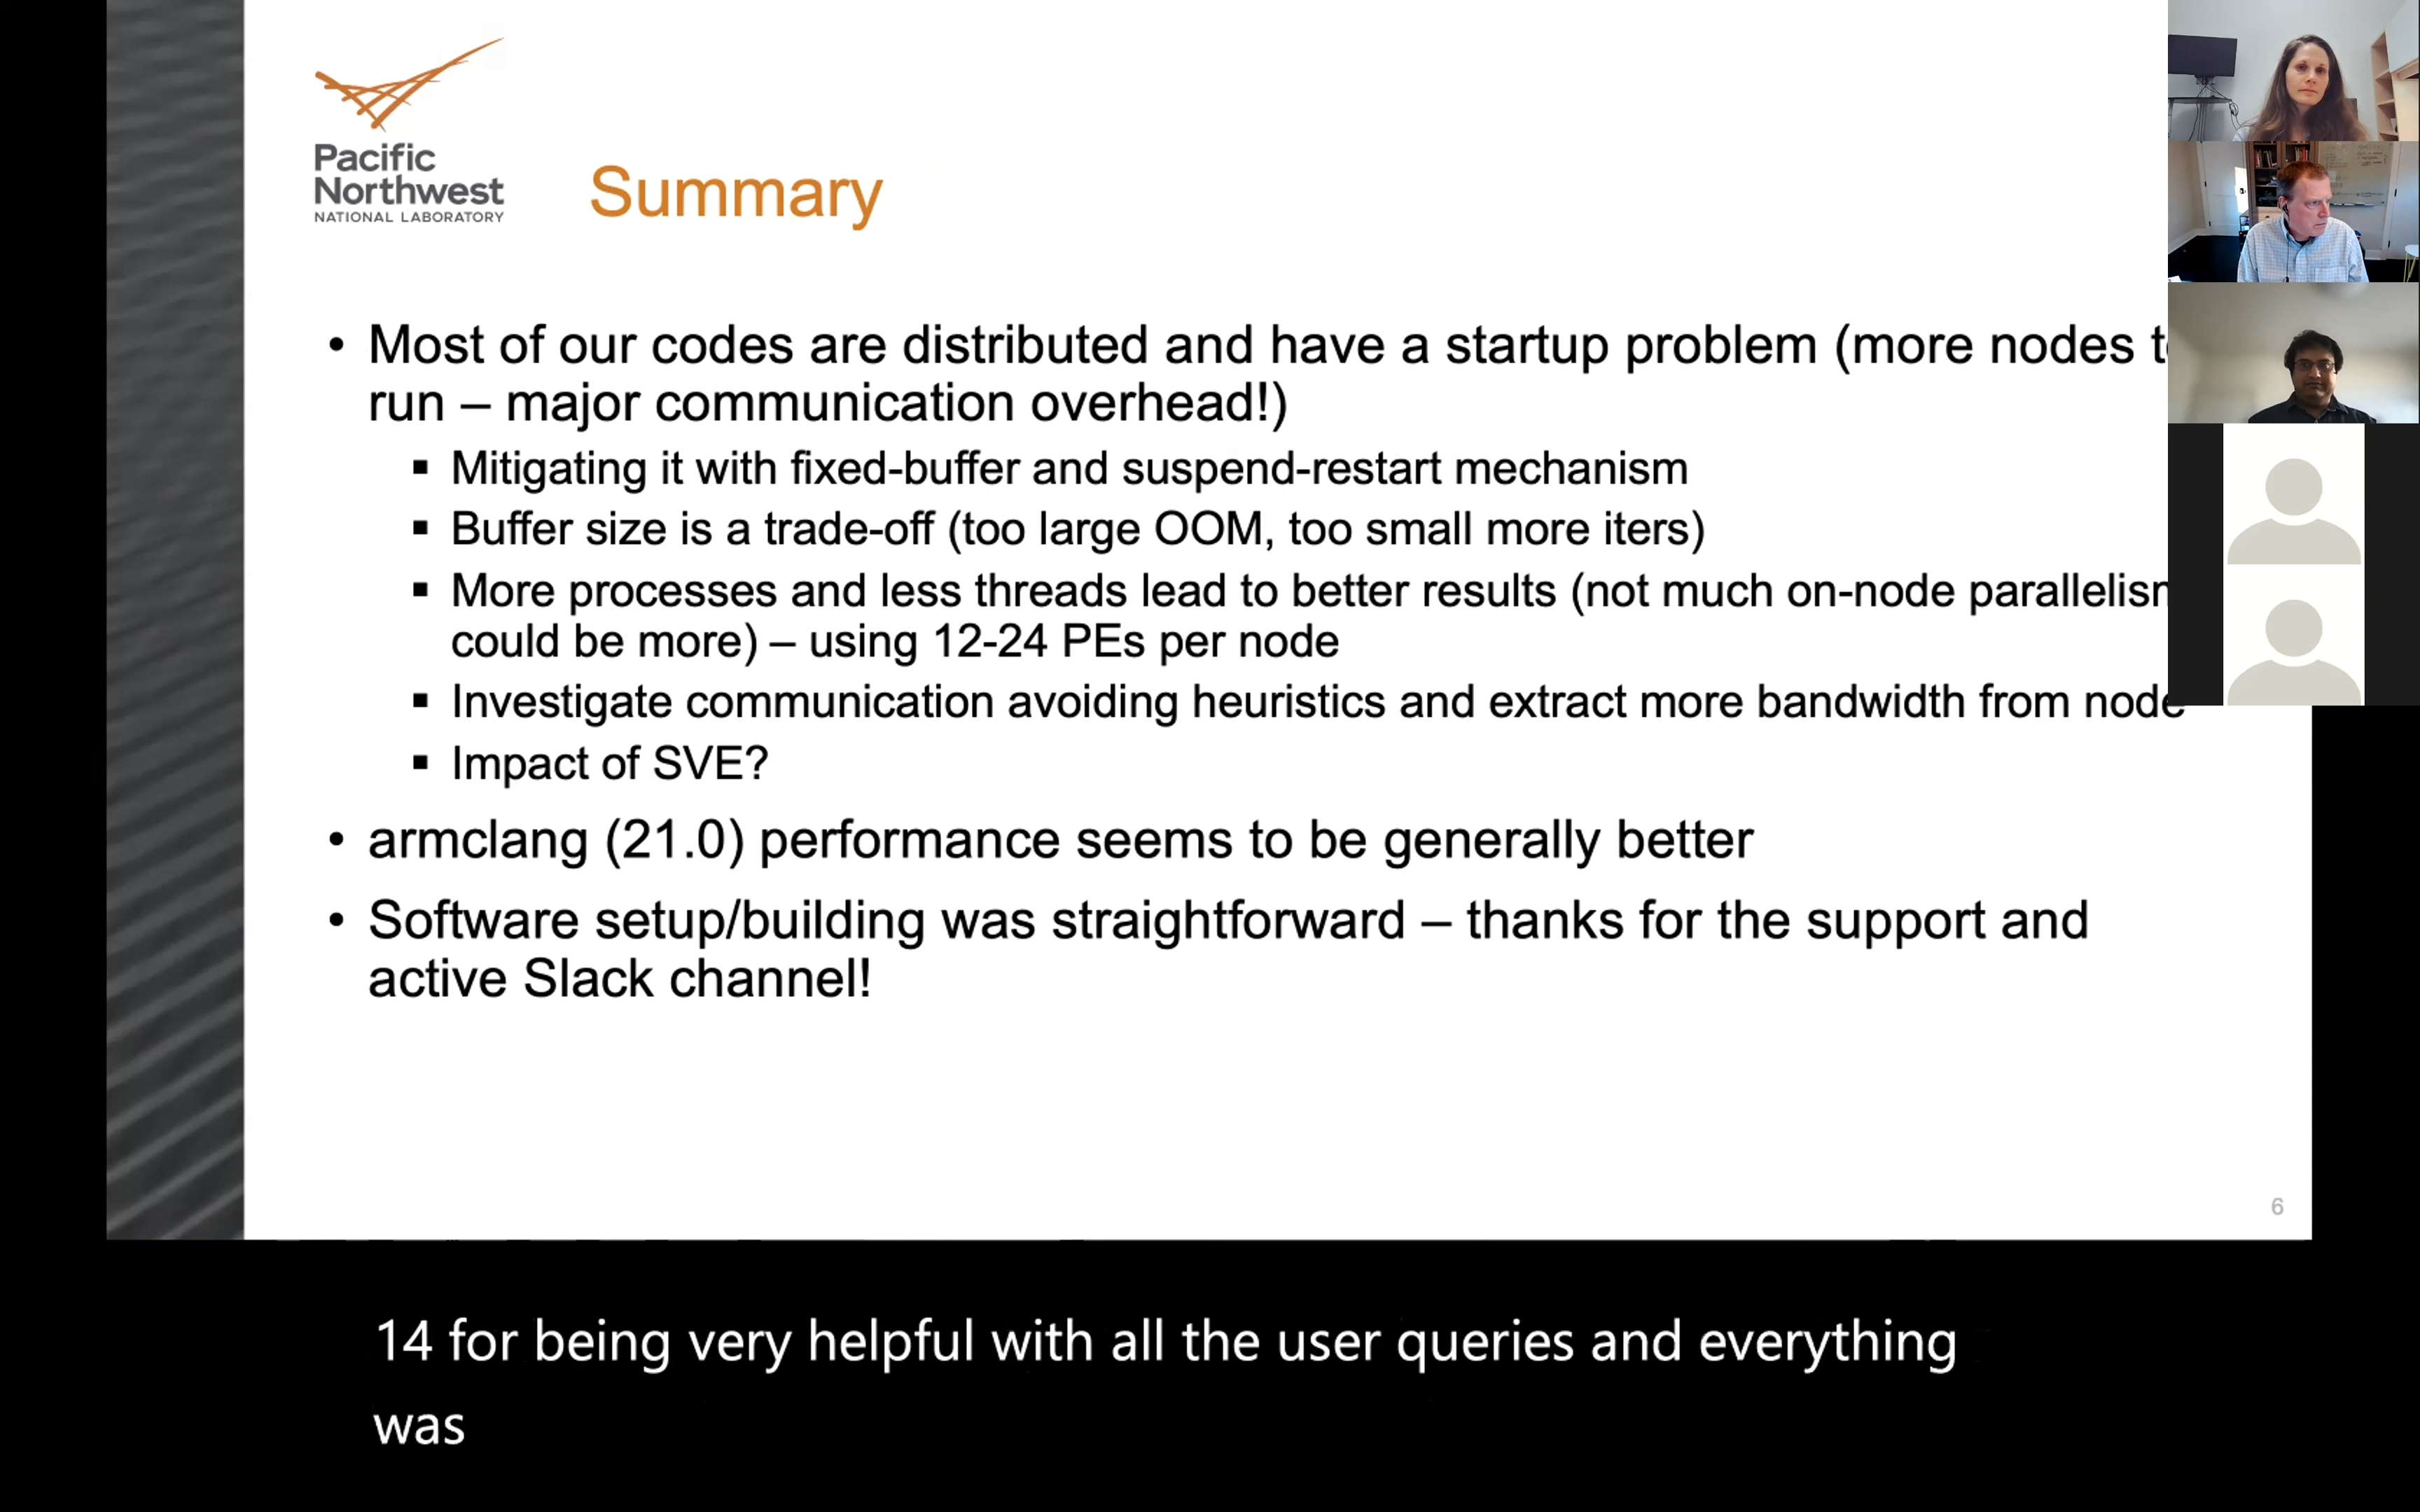 Pacific
Northwest
NATIONAL LABORATORY
Summary
• Most of our codes are distributed and have a startup problem (more nodes
run – major communication overhead!)
▪ Mitigating it with fixed-buffer and suspend-restart mechanism
▪ Buffer size is a trade-off (too large OOM, too small more iters)
▪ More processes and less threads lead to better results (not much on-node
could be more) – using 12-24 PEs per node
▪ Investigate communication avoiding heuristics and extract more bandwidth from node
▪ Impact of SVE?
• armclang (21.0) performance seems to be generally better
• Software setup/building was straightforward – thanks for the support and
active Slack channel!
6
14 for being very helpful with all the user queries and everything
was